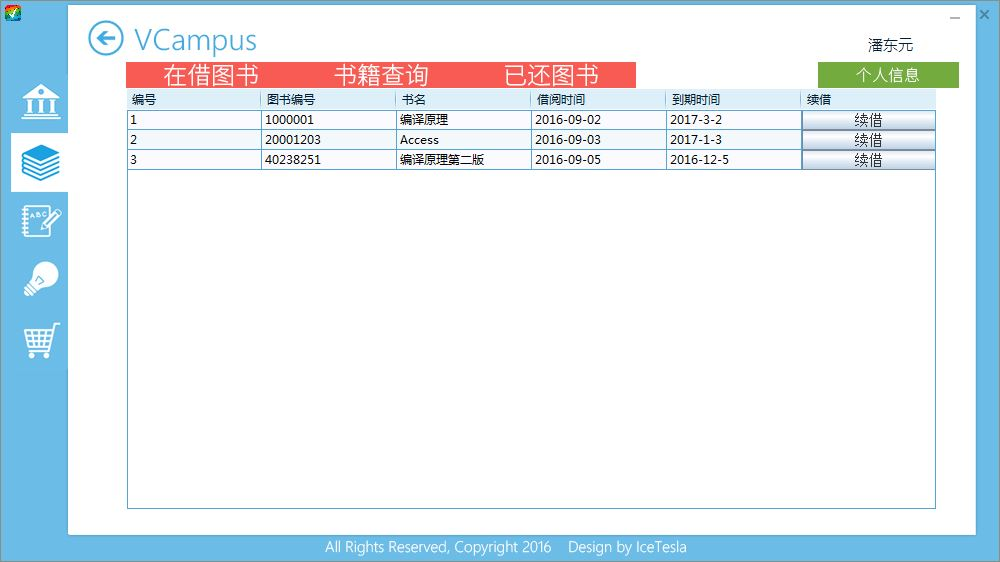 VCampus
潘东元
在借图书 书籍查询 已还图书 个人信息
编号 图书编号 书名 借阅时间 到期时间 续借
1 1000001 编译原理 2016-09-02 2017-3-2 续借
2 20001203 Access 2016-09-03 2017-1-3 续借
3 40238251 编译原理第二版 2016-09-05 2016-12-5 续借
ABC
All Rights Reserved, Copyright 2016 Design by IceTesla